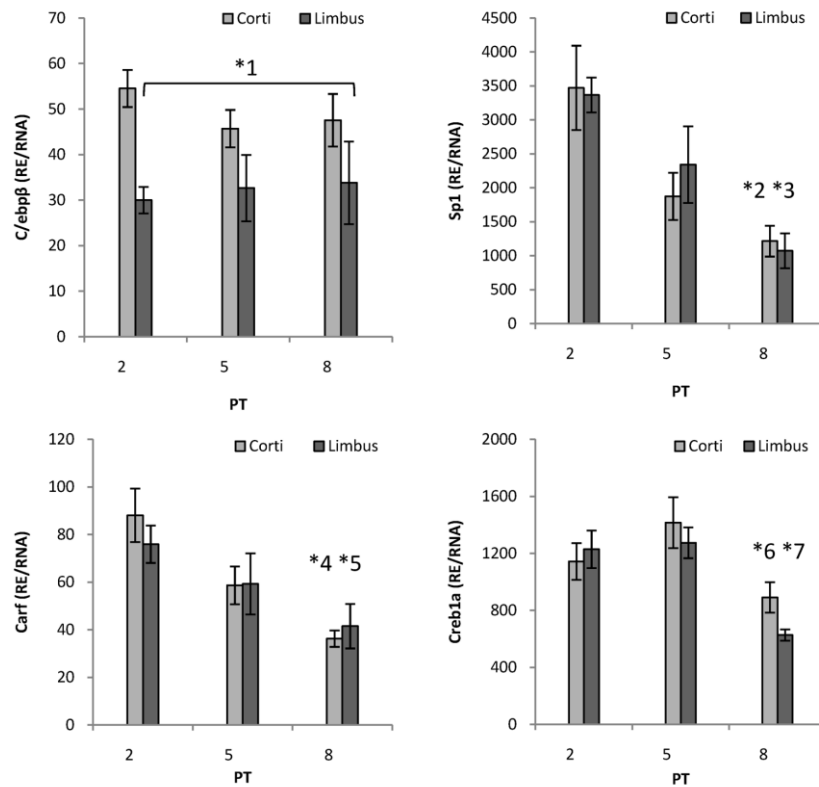 C/ebpβ (RE/RNA)
Corti Limbus
70
60
50
40
30
20
10
0
*1
2 5 8
PT
Sp1 (RE/RNA)
Corti Limbus
4500
4000
3500
3000
2500
2000
1500
1000
500
0
*2 *3
2 5 8
PT
Carf (RE/RNA)
Corti Limbus
120
100
80
60
40
20
0
*4 *5
2 5 8
PT
Creb1a (RE/RNA)
Corti Limbus
2000
1600
1200
800
400
0
*6 *7
2 5 8
PT